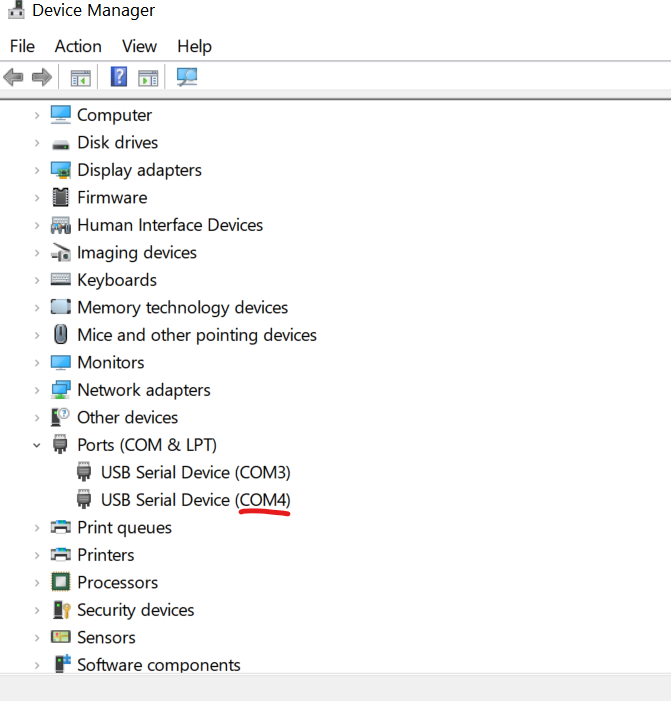 Device Manager
File Action View Help
Computer
Disk drives
Display adapters
Firmware
Human Interface Devices
Imaging devices
Keyboards
Memory technology devices
Mice and other pointing devices
Monitors
Network adapters
Other devices
Ports (COM & LPT)
USB Serial Device (COM3)
USB Serial Device (COM4)
Print queues
Printers
Processors
Security devices
Sensors
Software components